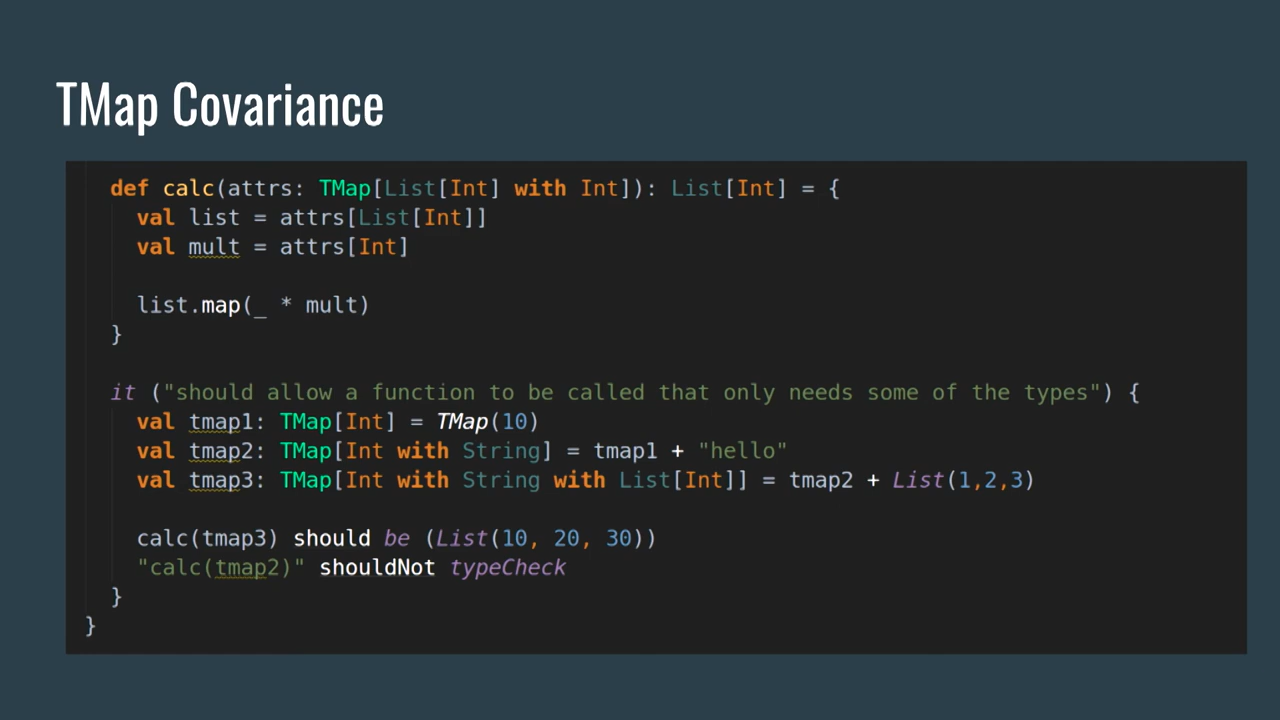 TMap Covariance
def calc(attrs: TMap[List[Int] with Int]): List[Int] = {
val list = attrs[List[Int]]
val mult = attrs[Int]
list.map(_ * mult)
}
it ("should allow a function to be called that only needs some of the types") {
val tmap1: TMap[Int] = TMap(10)
val tmap2: TMap[Int with String] = tmap1 + "hello"
val tmap3: TMap[Int with String with List[Int]] = tmap2 + List(1,2,3)
calc(tmap3) should be (List(10, 20, 30))
"calc(tmap2)" shouldNot typeCheck
}
}